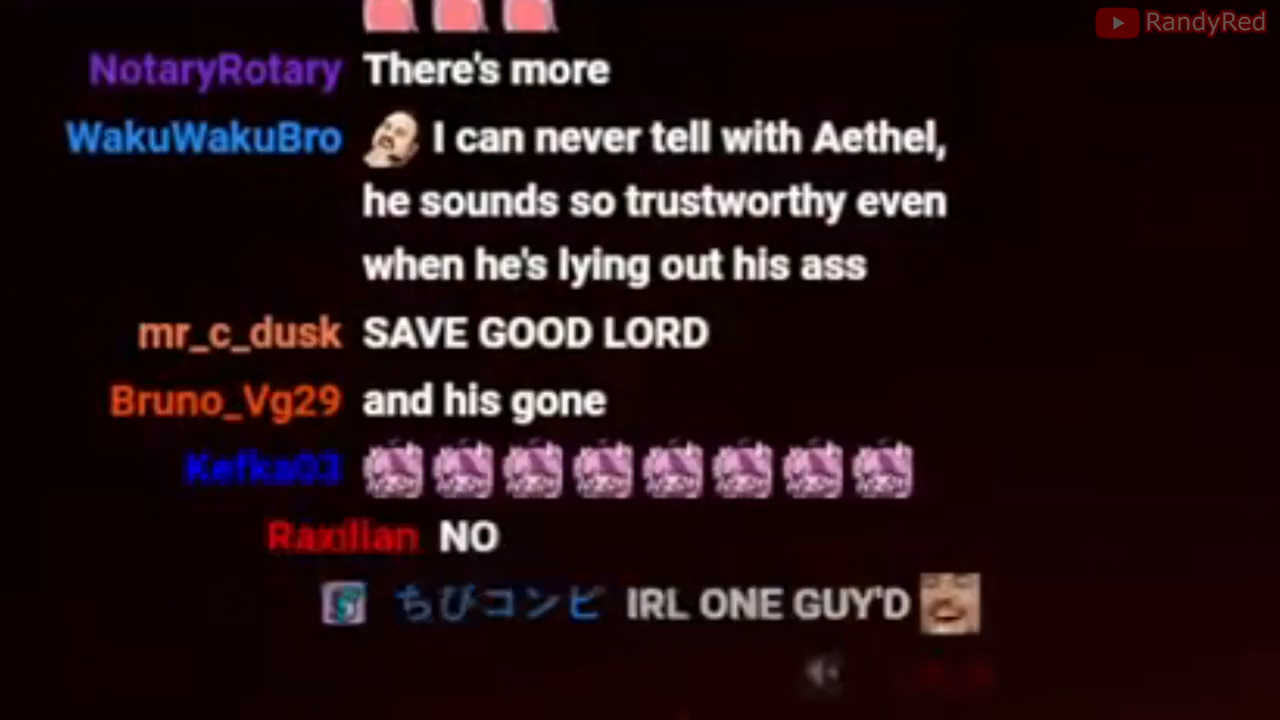 RandyRed
NotaryRotary There's more
WakuWakuBro I can never tell with Aethel,
he sounds so trustworthy even
when he's lying out his ass
mr_c_dusk SAVE GOOD LORD
Bruno_Vg29 and his gone
Kefka03
Raxilian NO
ちびコンビ IRL ONE GUY'D